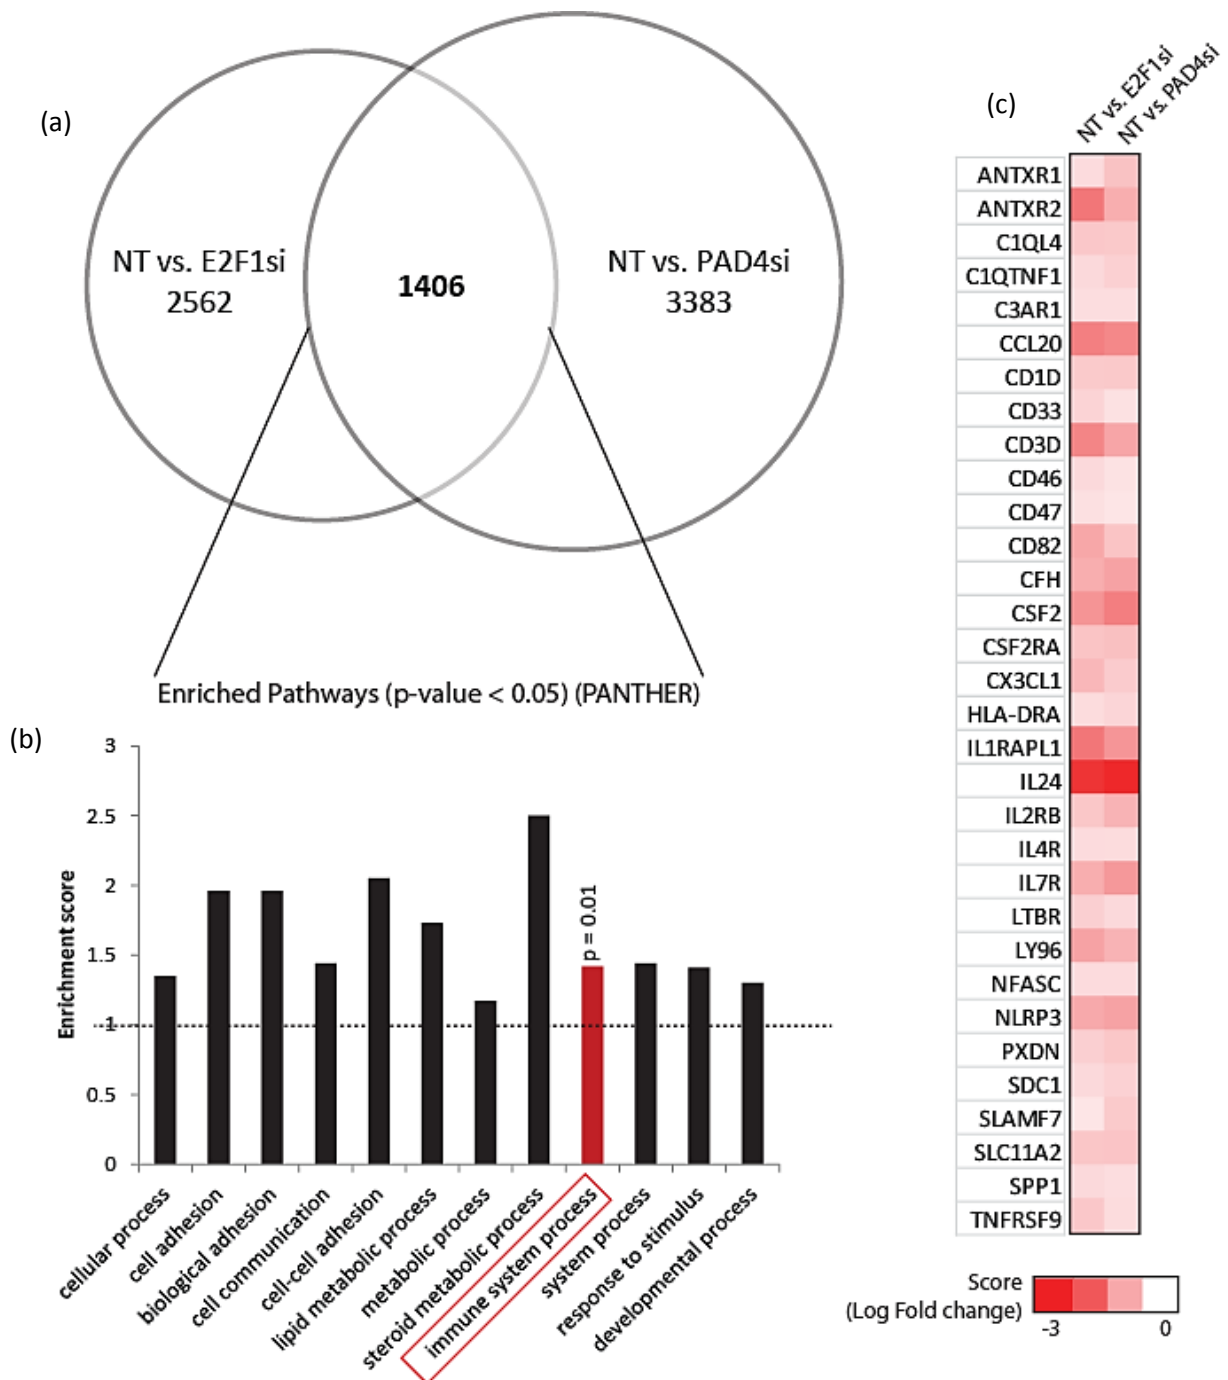 (a)
NT vs. E2F1si
2562
1406
NT vs. PAD4si
3383
Enriched Pathways (p-value < 0.05) (PANTHER)
(b)
Enrichment score
3
2.5
2
1.5
1
0.5
0
p = 0.01
cellular process
cell adhesion
biological adhesion
cell communication
cell-cell adhesion
lipid metabolic process
metabolic process
steroid metabolic process
immune system process
system process
response to stimulus
developmental process
(c)
NT vs. E2F1si
NT vs. PAD4si
ANTXR1
ANTXR2
C1QL4
C1QTNF1
C3AR1
CCL20
CD1D
CD33
CD3D
CD46
CD47
CD82
CFH
CSF2
CSF2RA
CX3CL1
HLA-DRA
IL1RAPL1
IL24
IL2RB
IL4R
IL7R
LTBR
LY96
NFASC
NLRP3
PXDN
SDC1
SLAMF7
SLC11A2
SPP1
TNFRSF9
Score
(Log Fold change)
-3
0